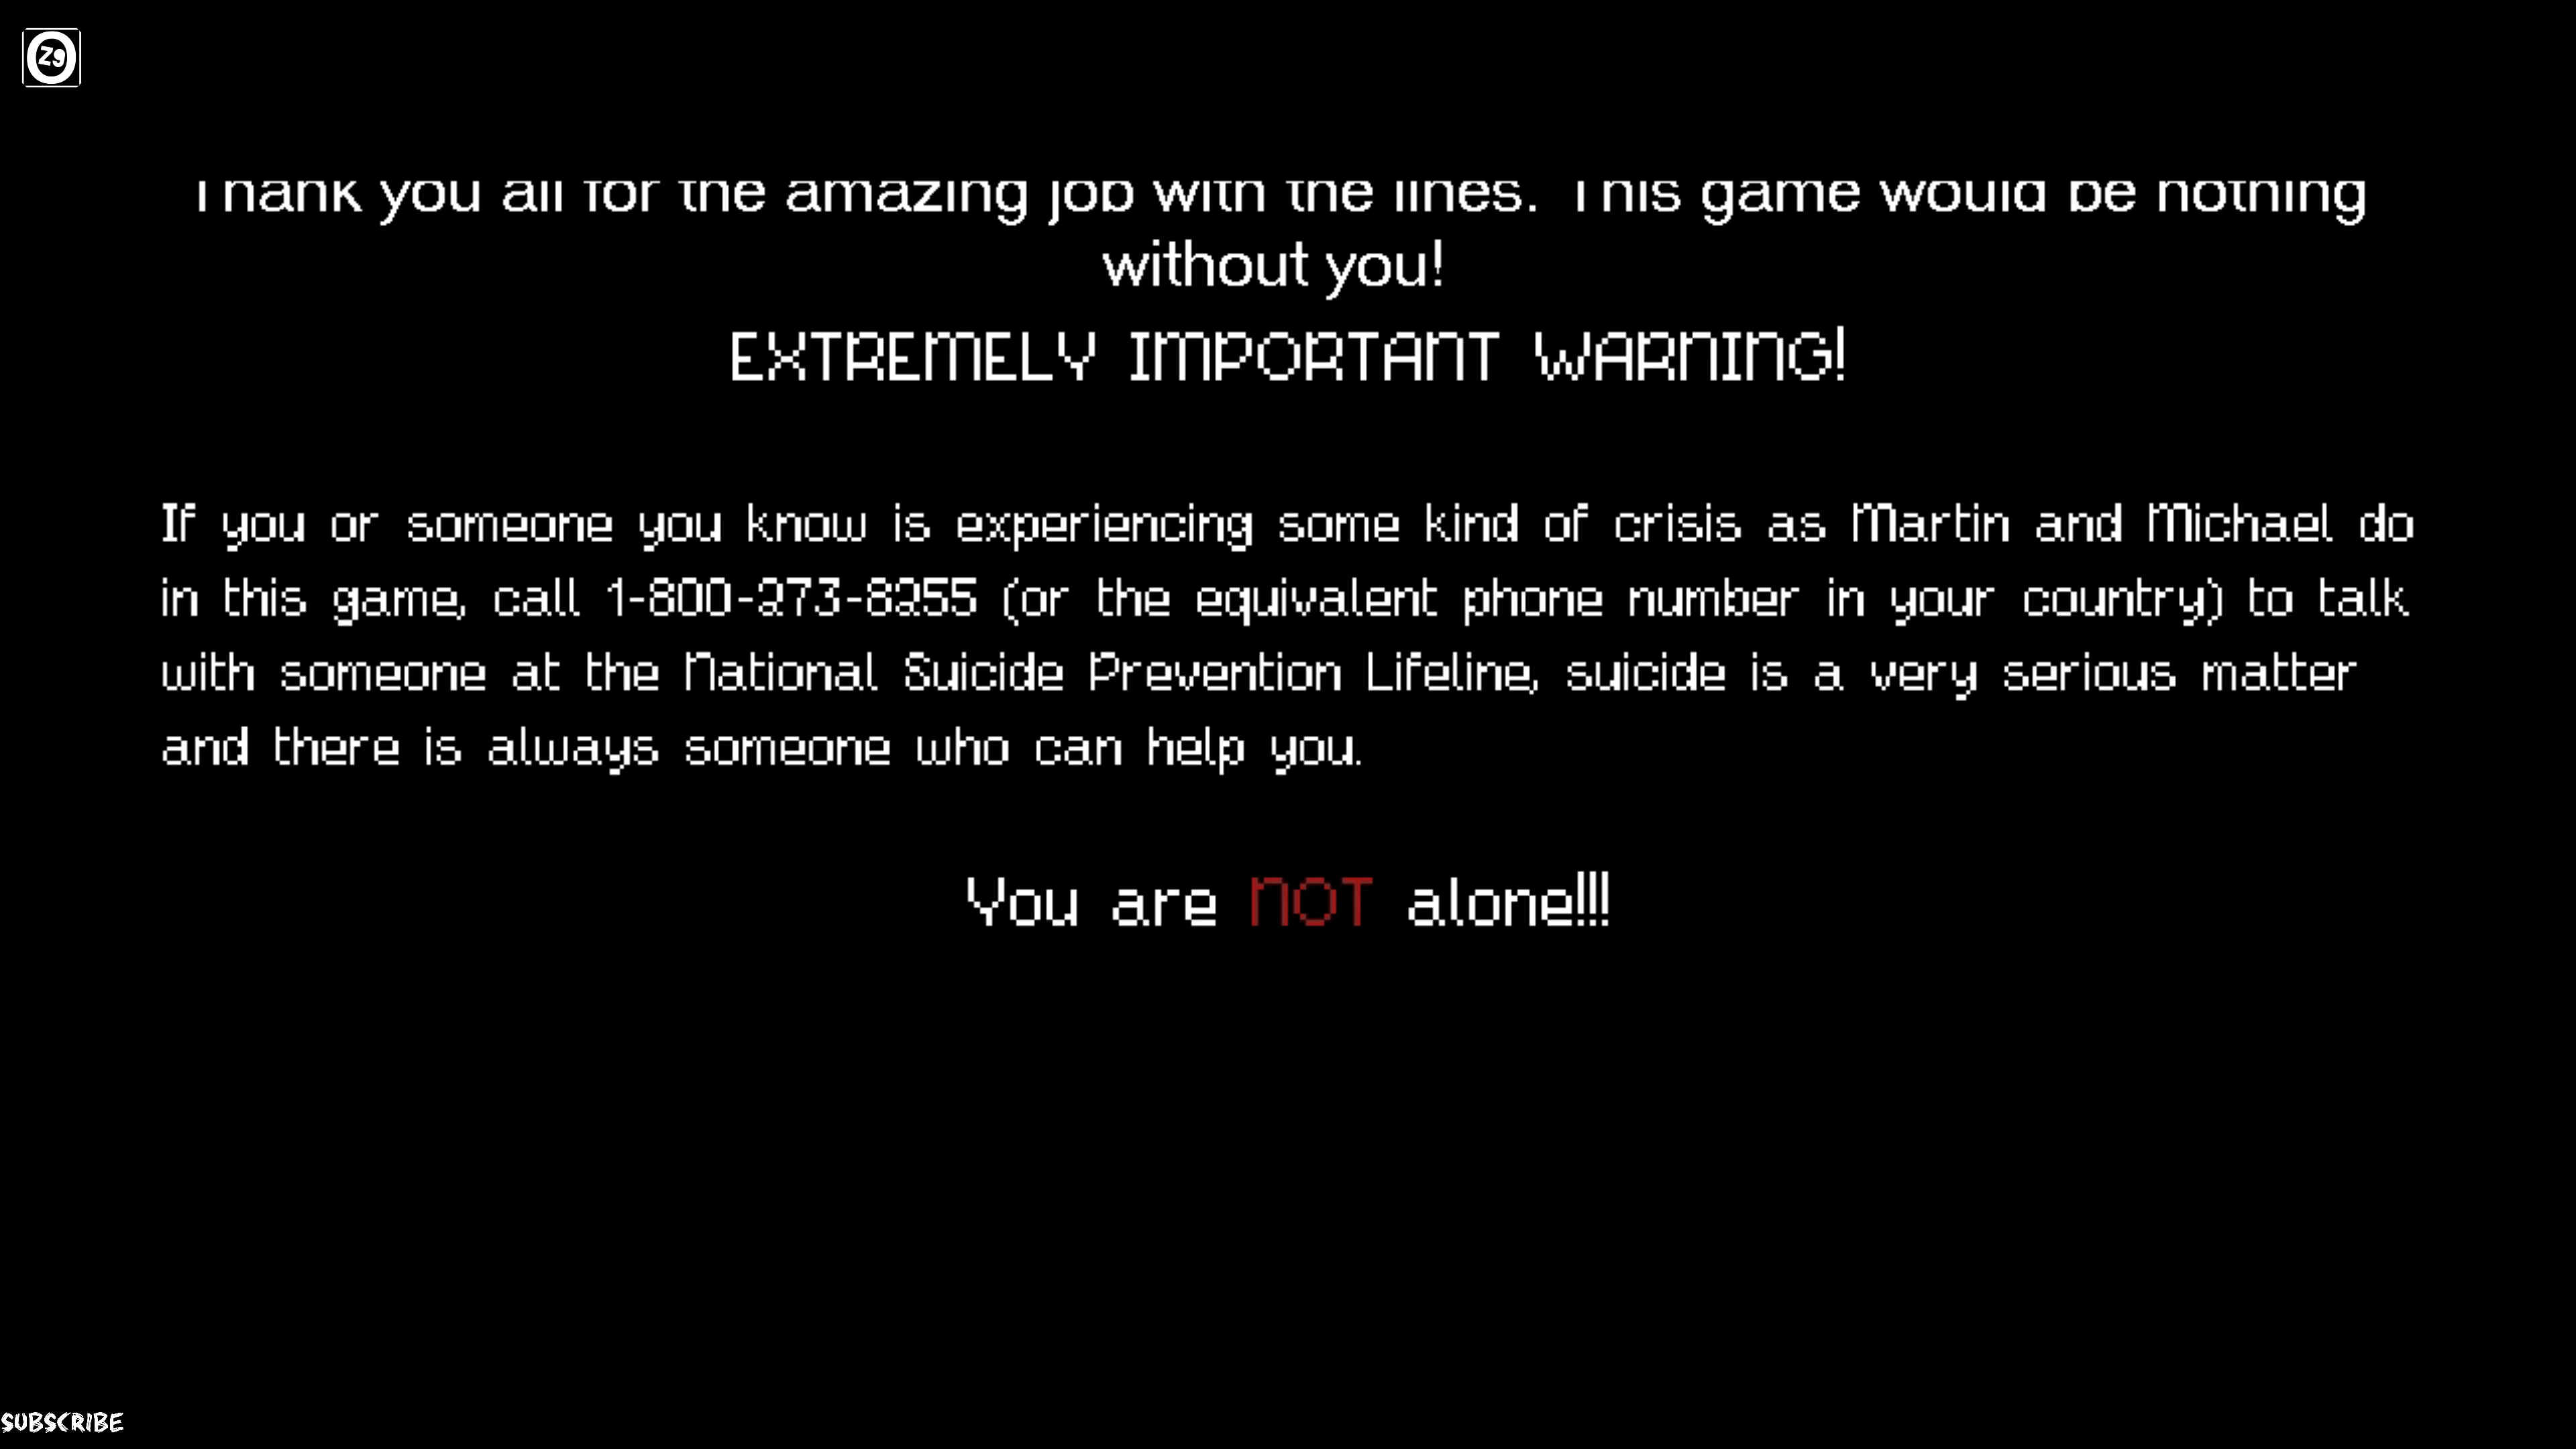 Z9
Thank you all for the amazing job with the lines. This game would be nothing
without you!
EXTREMELY IMPORTANT WARNING!
If you or someone you know is experiencing some kind of crisis as Martin and Michael do
in this game, call 1-800-273-8255 (or the equivalent phone number in your country) to talk
with someone at the National Suicide Prevention Lifeline, suicide is a very serious matter
and there is always someone who can help you.
You are NOT alone!!!
SUBSCRIBE